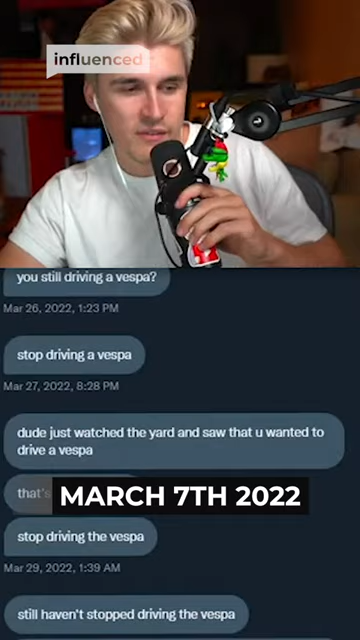 influenced
you still driving a vespa?
Mar 26, 2022, 1:23 PM
stop driving a vespa
Mar 27, 2022, 8:28 PM
dude just watched the yard and saw that u wanted to
drive a vespa
that's
MARCH 7TH 2022
stop driving the vespa
Mar 29, 2022, 1:39 AM
still haven't stopped driving the vespa